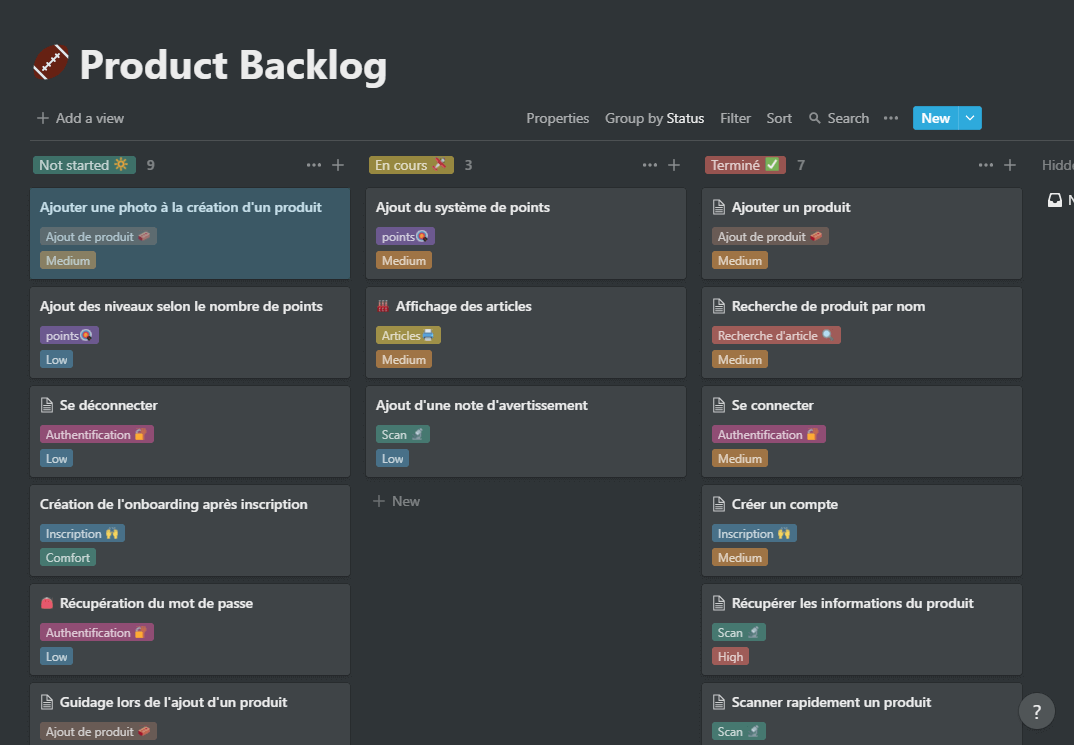 Product Backlog
Add a view
Properties Group by Status Filter Sort Search ••• New
Not started 9
Ajouter une photo à la création d'un produit
Ajout de produit
Medium
Ajout des niveaux selon le nombre de points
points
Low
Se déconnecter
Authentification
Low
Création de l'onboarding après inscription
Inscription
Comfort
Récupération du mot de passe
Authentification
Low
Guidage lors de l'ajout d'un produit
Ajout de produit
En cours 3
Ajout du système de points
points
Medium
Affichage des articles
Articles
Medium
Ajout d'une note d'avertissement
Scan
Low
New
Terminé 7
Ajouter un produit
Ajout de produit
Medium
Recherche de produit par nom
Recherche d'article
Medium
Se connecter
Authentification
Medium
Créer un compte
Inscription
Medium
Récupérer les informations du produit
Scan
High
Scanner rapidement un produit
Scan
Hidde
N
?